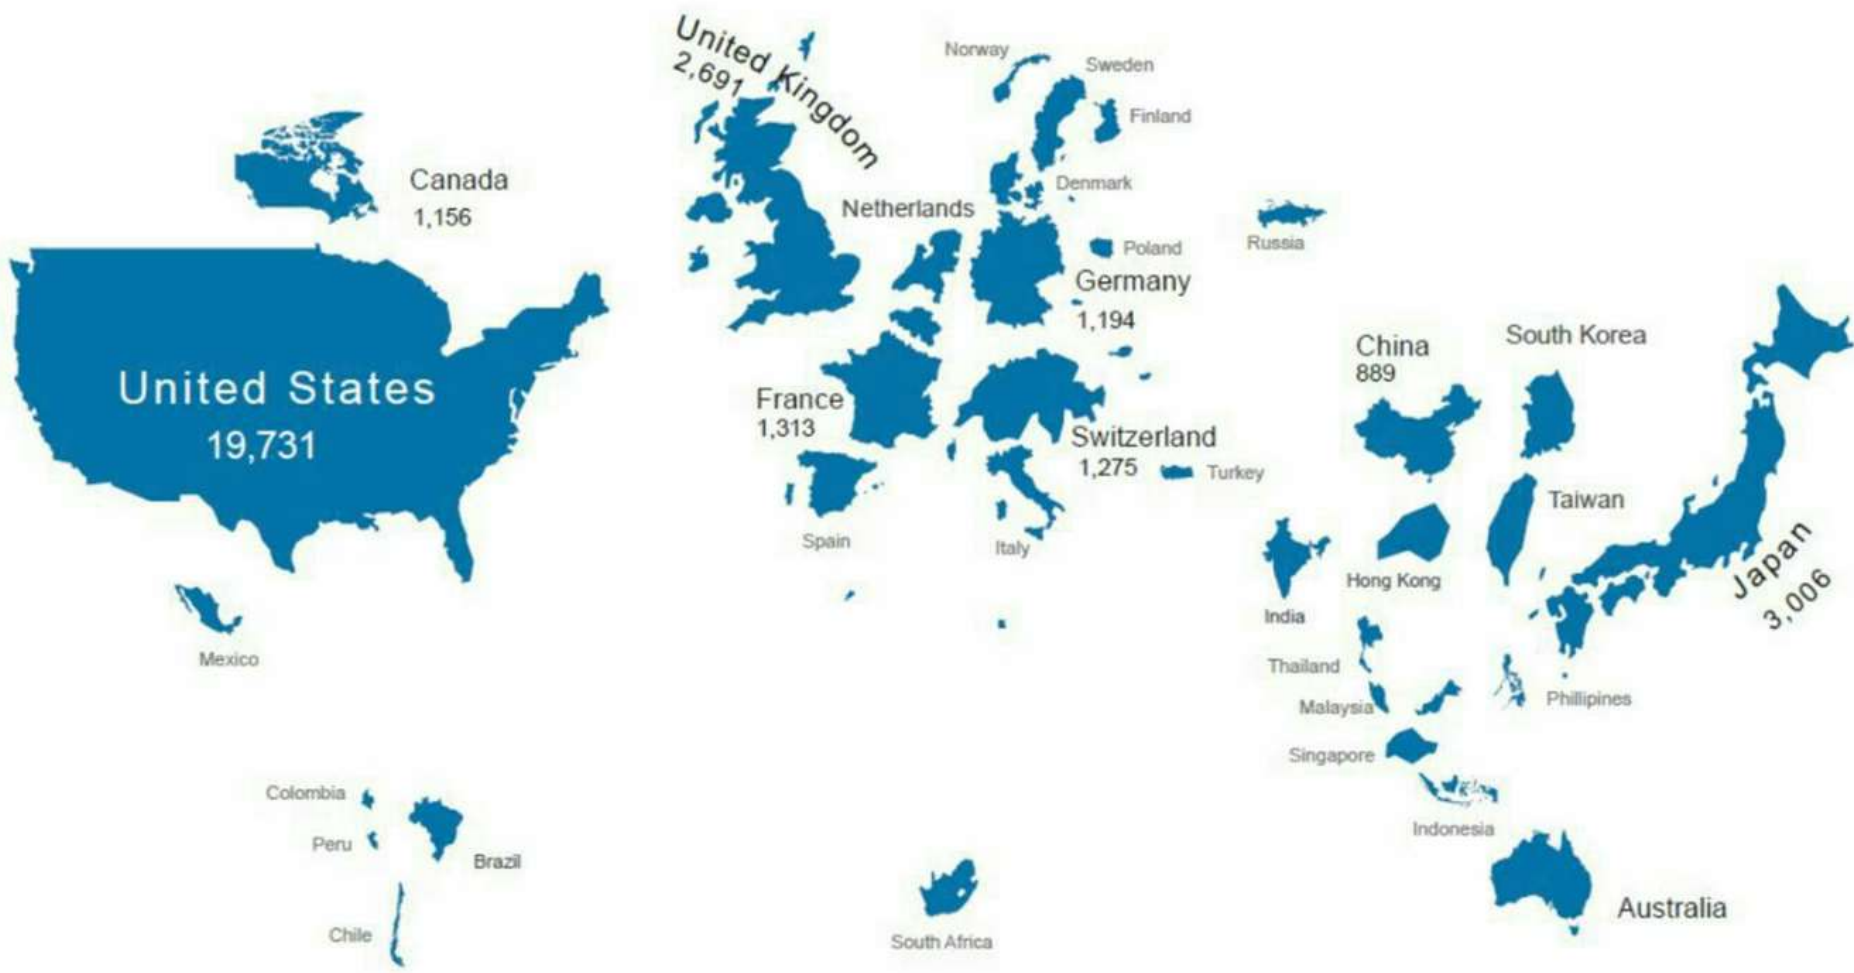 United Kingdom
2,691
Norway
Sweden
Finland
Denmark
Canada
1,156
Netherlands
Russia
Poland
Germany
1,194
United States
19,731
France
1,313
Switzerland
1,275
Turkey
China
889
South Korea
Taiwan
Japan
3,006
Spain
Italy
Hong Kong
India
Mexico
Thailand
Malaysia
Phillipines
Singapore
Indonesia
Colombia
Peru
Brazil
Chile
South Africa
Australia